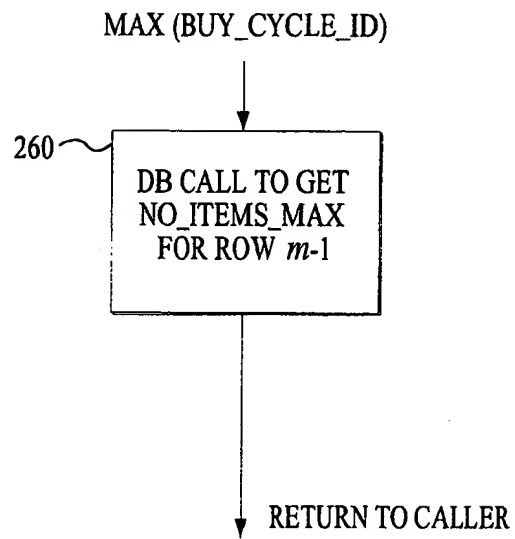 MAX (BUY_CYCLE_ID)
260
DB CALL TO GET
NO_ITEMS_MAX
FOR ROW m-1
RETURN TO CALLER